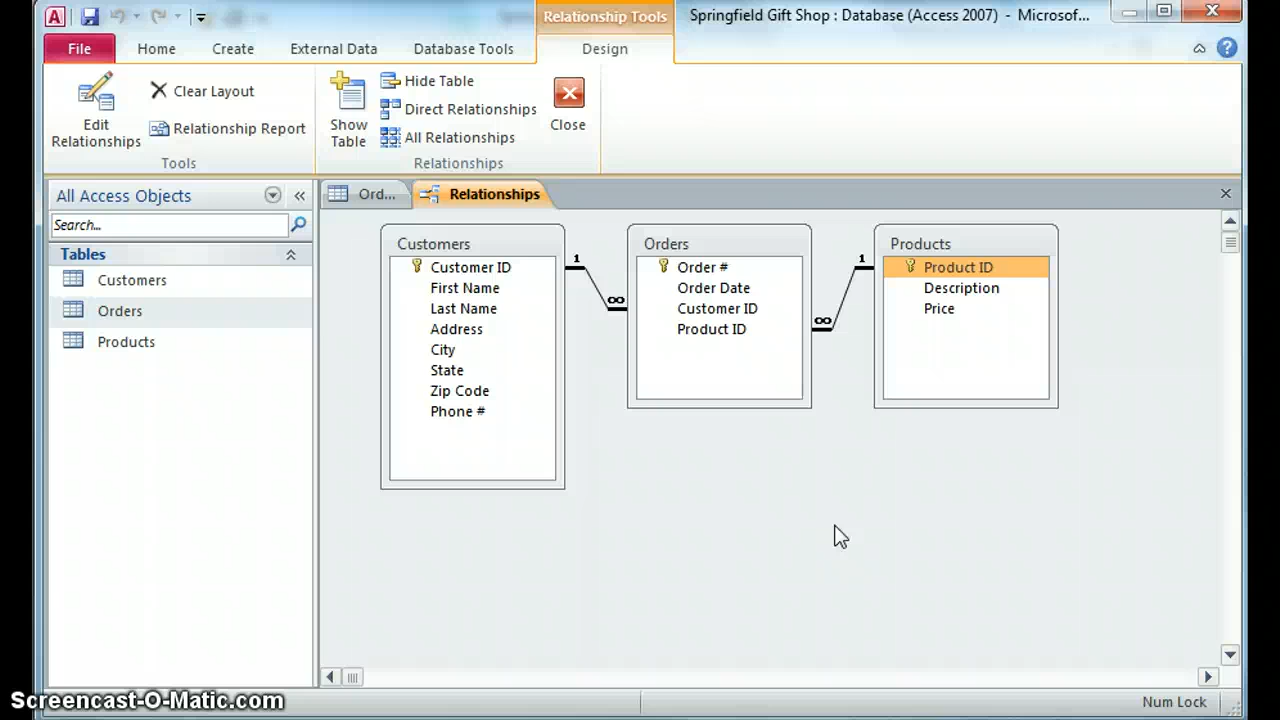 Relationship Tools
Springfield Gift Shop : Database (Access 2007) - Microsoft...
File Home Create External Data Database Tools Design
Edit Relationships
Clear Layout
Relationship Report
Tools
Show Table
Hide Table
Direct Relationships
All Relationships
Relationships
Close
All Access Objects
Search...
Tables
Customers
Orders
Products
Ord...
Relationships
Customers
Customer ID
First Name
Last Name
Address
City
State
Zip Code
Phone #
1
∞
Orders
Order #
Order Date
Customer ID
Product ID
∞
1
Products
Product ID
Description
Price
Num Lock
Screencast-O-Matic.com